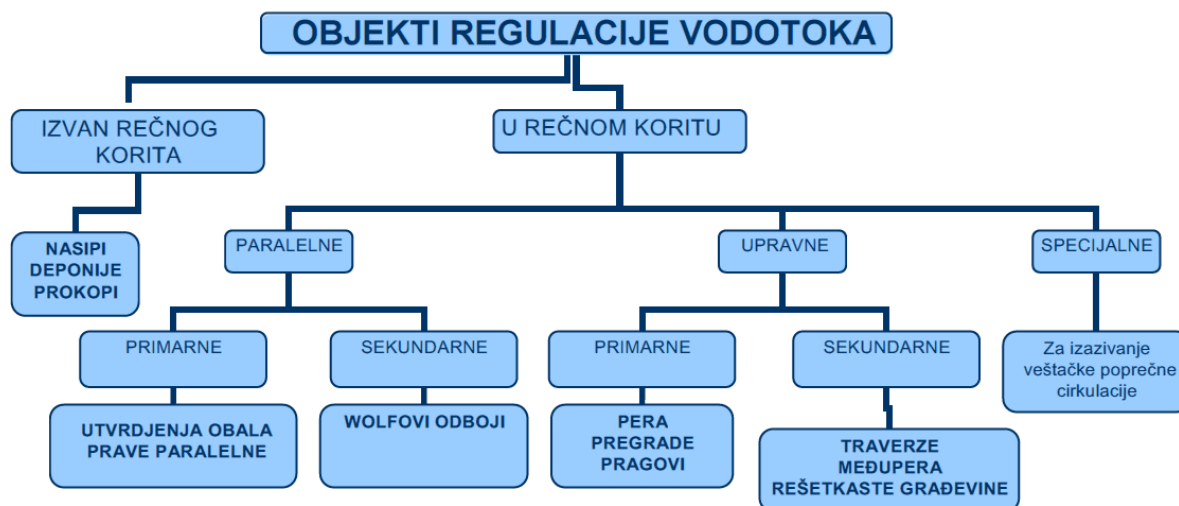 OBJEKTI REGULACIJE VODOTOKA
IZVAN REČNOG
KORITA
U REČNOM KORITU
NASIPI
DEPONIJE
PROKOPI
PARALELNE
UPRAVNE
SPECIJALNE
PRIMARNE
SEKUNDARNE
PRIMARNE
SEKUNDARNE
Za izazivanje
veštačke poprečne
cirkulacije
UTVRDJENJA OBALA
PRAVE PARALELNE
WOLFOVI ODBOJI
PERA
PREGRADE
PRAGOVI
TRAVERZE
MEĐUPERA
REŠETKASTE GRAĐEVINE